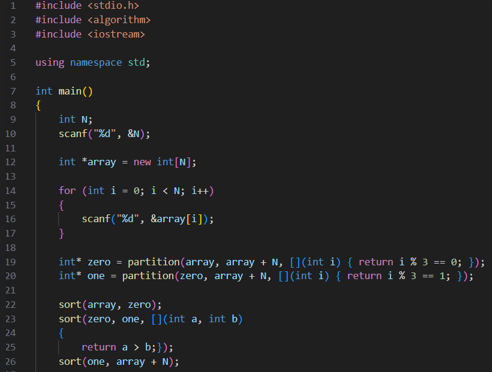 1 #include <stdio.h>
2 #include <algorithm>
3 #include <iostream>
4
5 using namespace std;
6
7 int main()
8 {
9     int N;
10     scanf("%d", &N);
11
12     int *array = new int[N];
13
14     for (int i = 0; i < N; i++)
15     {
16         scanf("%d", &array[i]);
17     }
18
19     int* zero = partition(array, array + N, [](int i) { return i % 3 == 0; });
20     int* one = partition(zero, array + N, [](int i) { return i % 3 == 1; });
21
22     sort(array, zero);
23     sort(zero, one, [](int a, int b)
24     {
25         return a > b;});
26     sort(one, array + N);